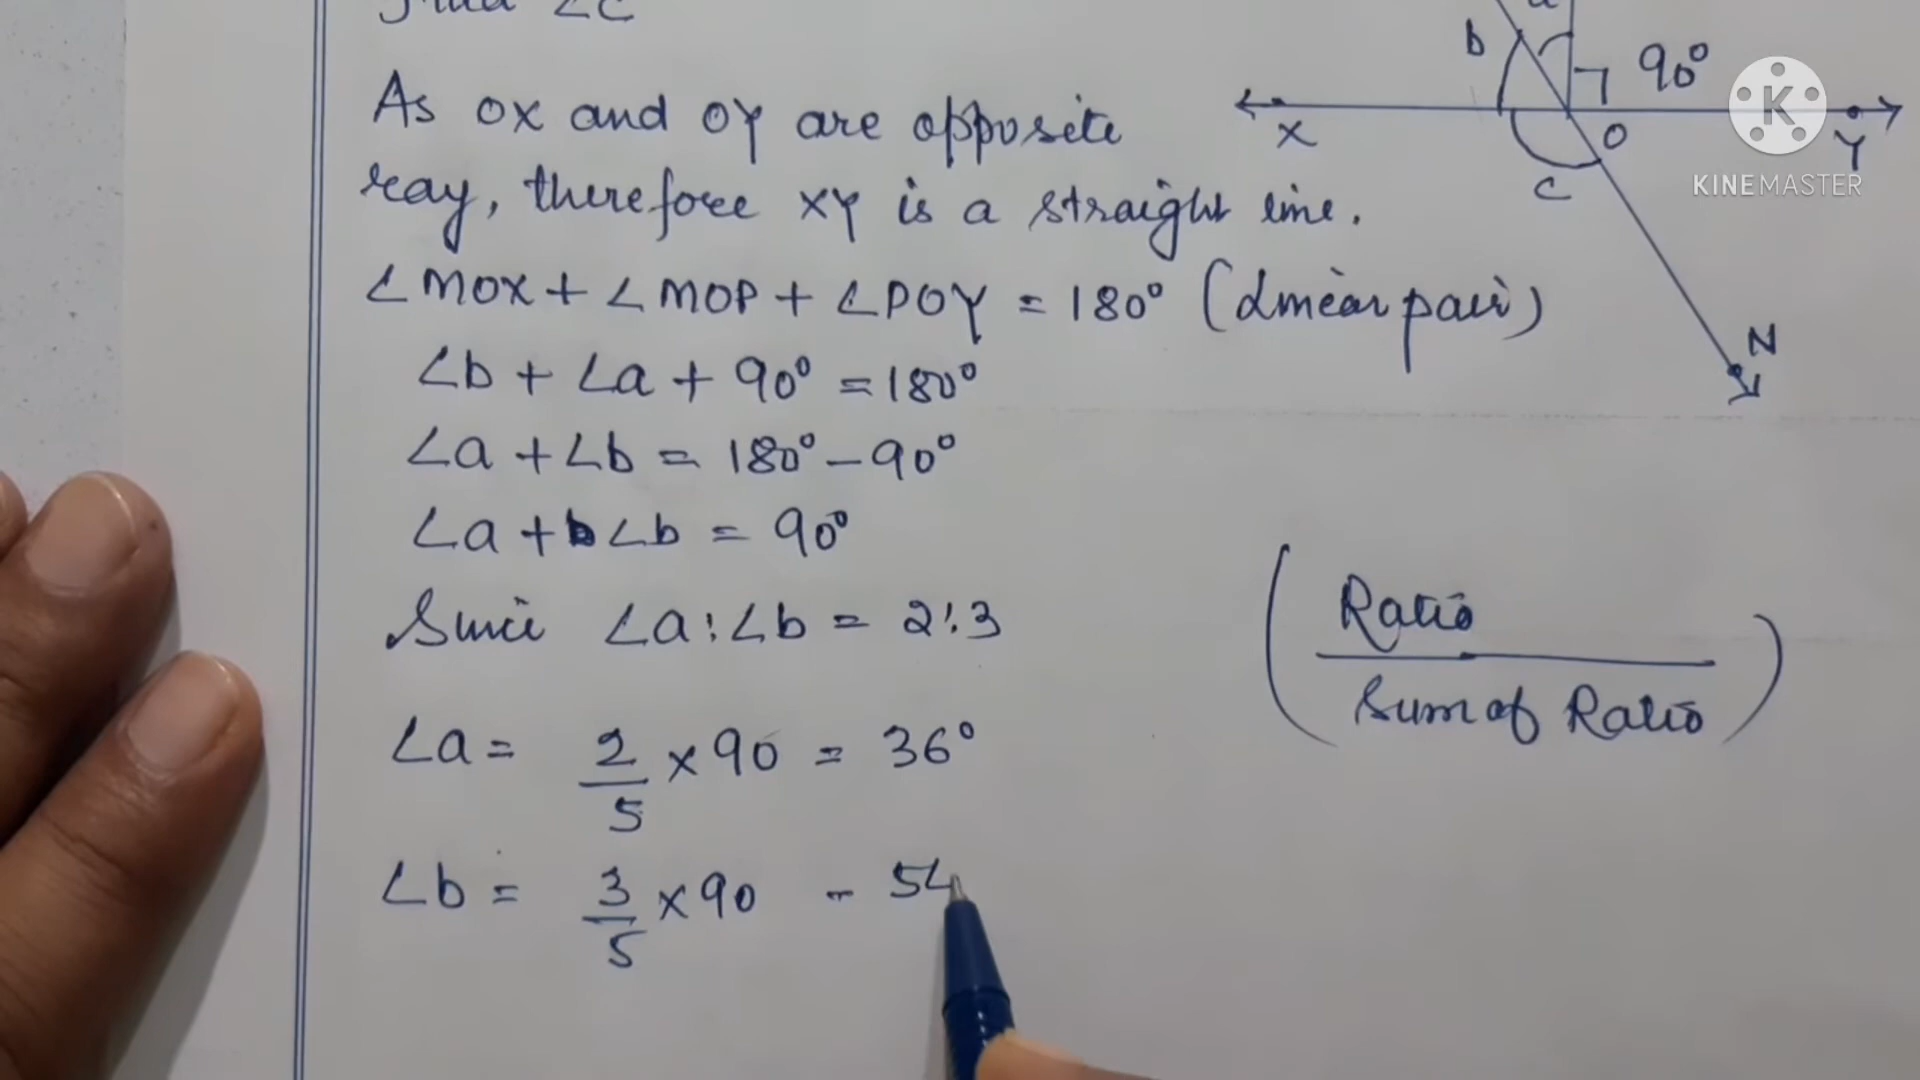 Find ∠C
As OX and OY are opposite
ray, therefore XY is a straight line.
∠MOX + ∠MOP + ∠POY = 180° (Linear pair)
∠b + ∠a + 90° = 180°
∠a + ∠b = 180° - 90°
∠a + ∠b = 90°
Since ∠a : ∠b = 2:3
∠a = 2/5 × 90 = 36°
∠b = 3/5 × 90 - 54
(Ratio / Sum of Ratio)
a
b
90°
X
O
Y
C
N
K
KINEMASTER